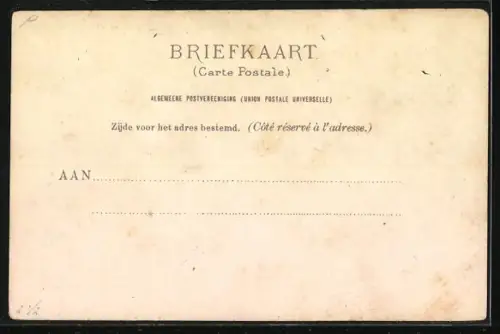 BRIEFKAART
(Carte Postale.)
ALGEMEENE POSTVEREENIGING (UNION POSTALE UNIVERSELLE)
Zijde voor het adres bestemd. (Côté réservé à l'adresse.)
AAN